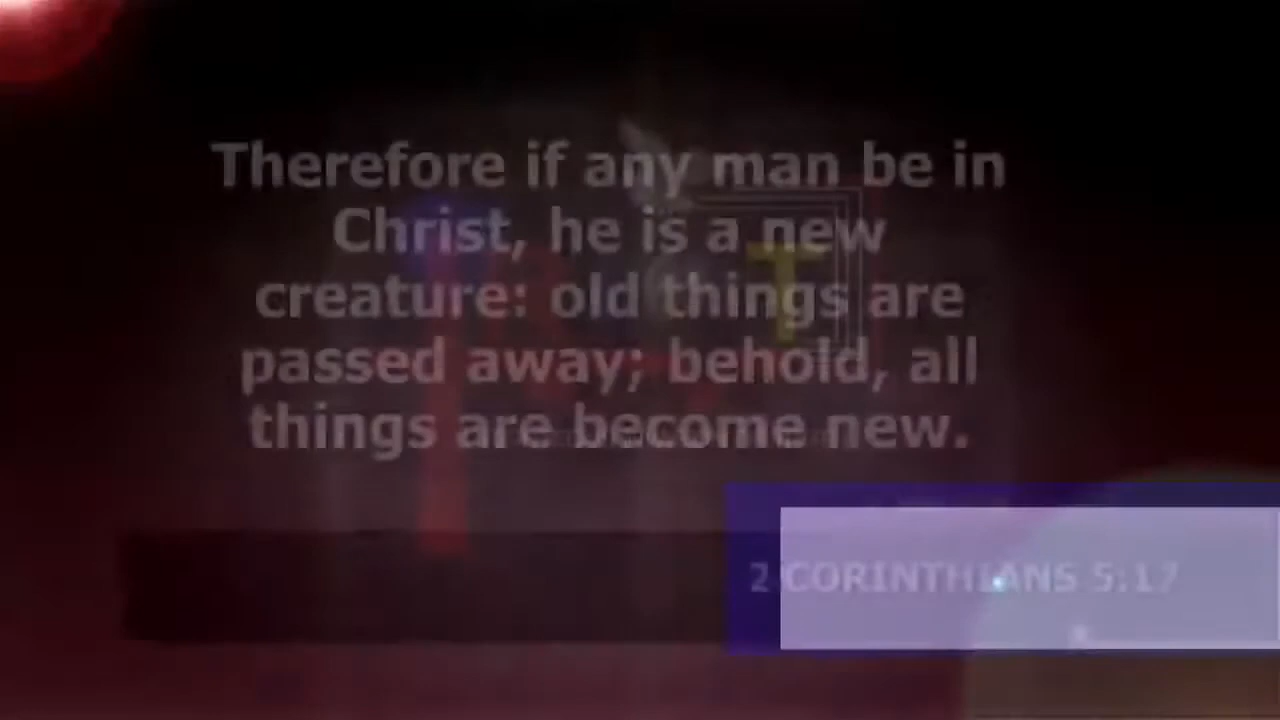 Therefore if any man be in
Christ, he is a new
creature: old things are
passed away; behold, all
things are become new.
T
2 CORINTHIANS 5:17